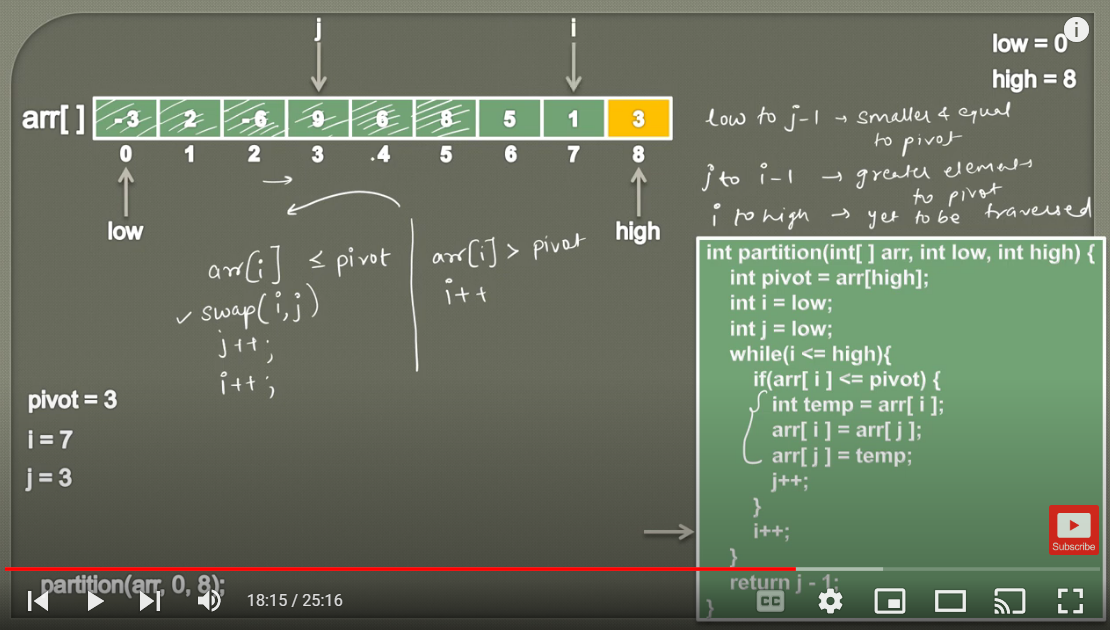 j
i
low = 0
high = 8
arr[ ]
-3 2 -6 9 6 8 5 1 3
0 1 2 3 .4 5 6 7 8
low
high
low to j-1 → smaller & equal
to pivot
j to i-1 → greater elements
to pivot
i to high → yet to be traversed
arr[i] ≤ pivot
✓ swap(i,j)
j++;
i++;
arr[i] > pivot
i++
pivot = 3
i = 7
j = 3
int partition(int[ ] arr, int low, int high) {
int pivot = arr[high];
int i = low;
int j = low;
while(i <= high){
if(arr[ i ] <= pivot) {
int temp = arr[ i ];
arr[ i ] = arr[ j ];
arr[ j ] = temp;
j++;
}
i++;
}
return j - 1;
}
Subscribe
partition(arr, 0, 8);
18:15 / 25:16
CC